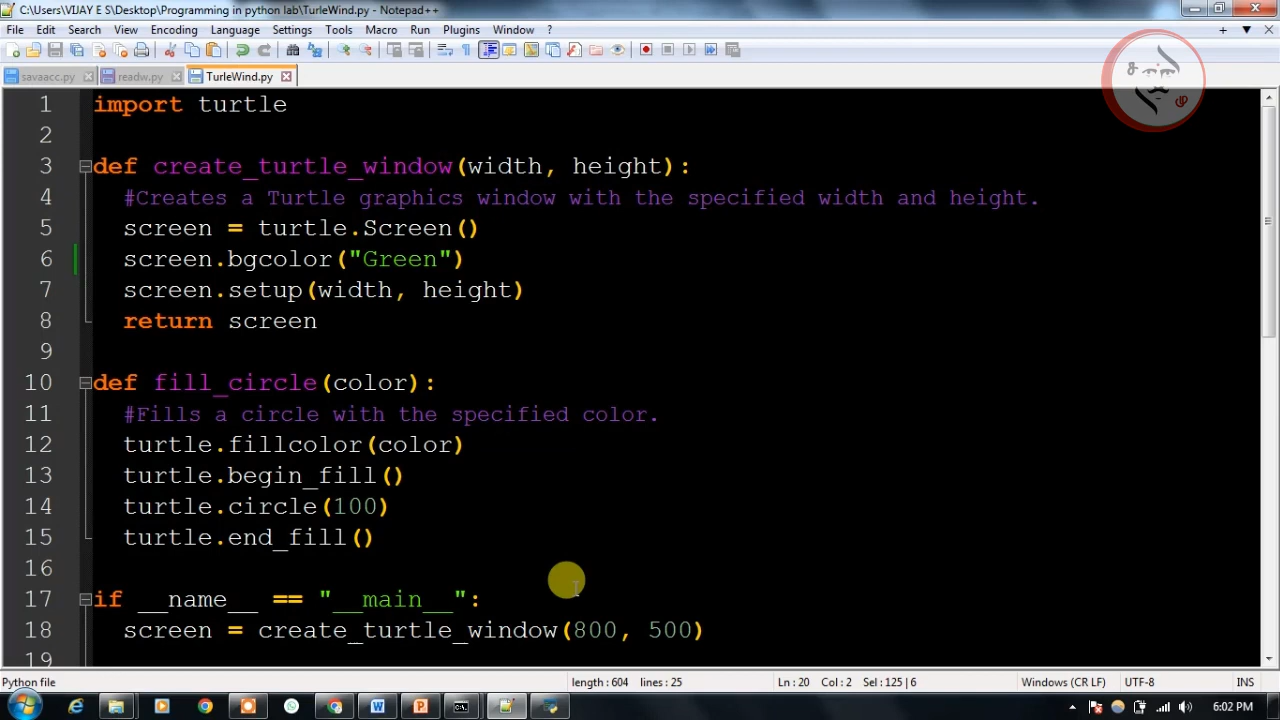 C:\Users\VIJAY E S\Desktop\Programming in python lab\TurleWind.py - Notepad++
File Edit Search View Encoding Language Settings Tools Macro Run Plugins Window ?
savaacc.py readw.py TurleWind.py
1 import turtle
2
3 def create_turtle_window(width, height):
4 #Creates a Turtle graphics window with the specified width and height.
5 screen = turtle.Screen()
6 screen.bgcolor("Green")
7 screen.setup(width, height)
8 return screen
9
10 def fill_circle(color):
11 #Fills a circle with the specified color.
12 turtle.fillcolor(color)
13 turtle.begin_fill()
14 turtle.circle(100)
15 turtle.end_fill()
16
17 if __name__ == "__main__":
18 screen = create_turtle_window(800, 500)
19
Python file length : 604 lines : 25 Ln : 20 Col : 2 Sel : 125 | 6 Windows (CR LF) UTF-8 INS
6:02 PM